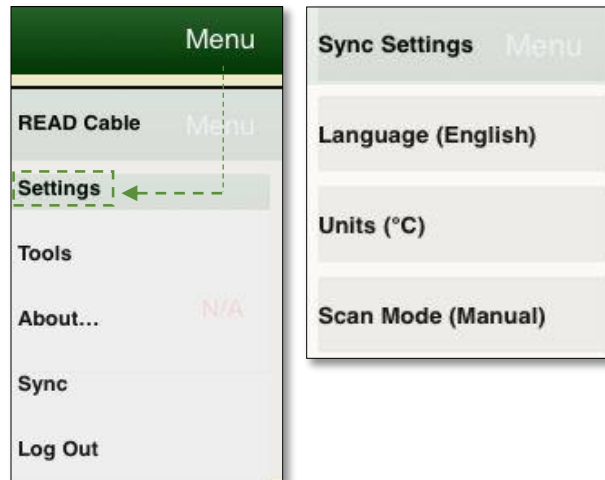 Menu
READ Cable
Menu
Settings
Tools
About...
N/A
Sync
Log Out
Sync Settings
Menu
Language (English)
Units (°C)
Scan Mode (Manual)